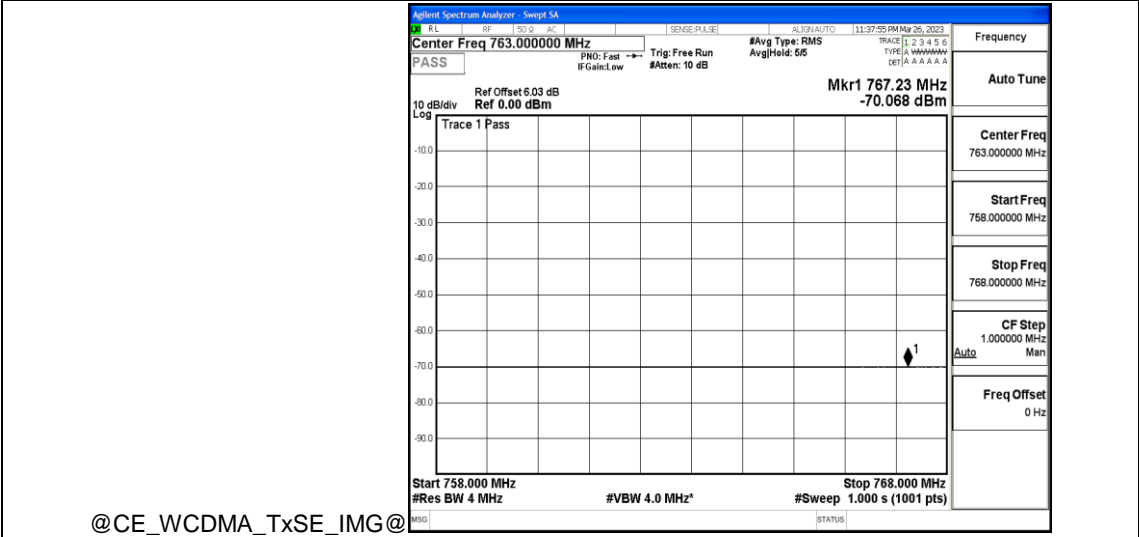 Agilent Spectrum Analyzer - Swept SA
RL RF 50 Ω AC SENSE:PULSE ALIGN AUTO 11:37:55 PM Mar 26, 2023
Center Freq 763.000000 MHz
PASS
PNO: Fast
IFGain:Low
Trig: Free Run
#Atten: 10 dB
#Avg Type: RMS
Avg|Hold: 5/5
TRACE 1 2 3 4 5 6
TYPE A WWWWW
DET A A A A A A
Ref Offset 6.03 dB
10 dB/div Ref 0.00 dBm
Log
Mkr1 767.23 MHz
-70.068 dBm
Trace 1 Pass
-10.0
-20.0
-30.0
-40.0
-50.0
-60.0
-70.0
-80.0
-90.0
1
Start 758.000 MHz
#Res BW 4 MHz
#VBW 4.0 MHz*
Stop 768.000 MHz
#Sweep 1.000 s (1001 pts)
MSG
STATUS
Frequency
Auto Tune
Center Freq
763.000000 MHz
Start Freq
758.000000 MHz
Stop Freq
768.000000 MHz
CF Step
1.000000 MHz
Auto Man
Freq Offset
0 Hz
@CE_WCDMA_TxSE_IMG@